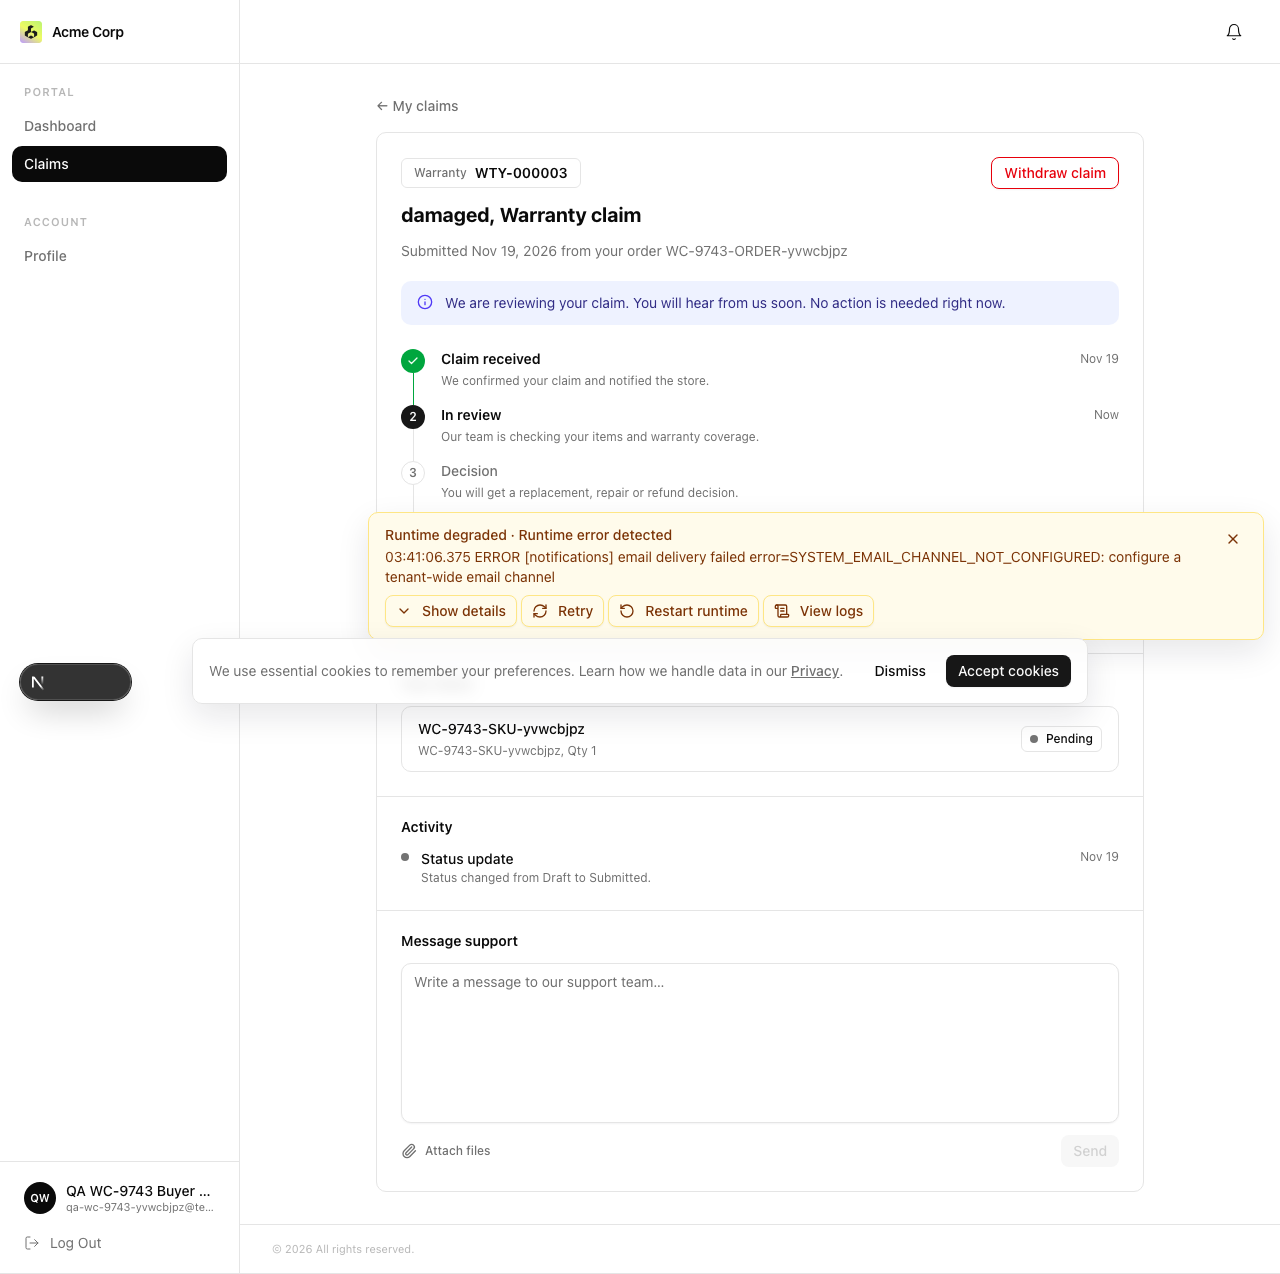 Acme Corp
PORTAL
Dashboard
Claims
ACCOUNT
Profile
← My claims
Warranty WTY-000003
Withdraw claim
damaged, Warranty claim
Submitted Nov 19, 2026 from your order WC-9743-ORDER-yvwcbjpz
We are reviewing your claim. You will hear from us soon. No action is needed right now.
Claim received
Nov 19
We confirmed your claim and notified the store.
2
In review
Now
Our team is checking your items and warranty coverage.
3
Decision
You will get a replacement, repair or refund decision.
Runtime degraded · Runtime error detected
03:41:06.375 ERROR [notifications] email delivery failed error=SYSTEM_EMAIL_CHANNEL_NOT_CONFIGURED: configure a
tenant-wide email channel
Show details
Retry
Restart runtime
View logs
N
We use essential cookies to remember your preferences. Learn how we handle data in our Privacy.
Dismiss
Accept cookies
WC-9743-SKU-yvwcbjpz
WC-9743-SKU-yvwcbjpz, Qty 1
Pending
Activity
Status update
Nov 19
Status changed from Draft to Submitted.
Message support
Write a message to our support team...
Attach files
Send
QW
QA WC-9743 Buyer ...
qa-wc-9743-yvwcbjpz@te...
Log Out
© 2026 All rights reserved.